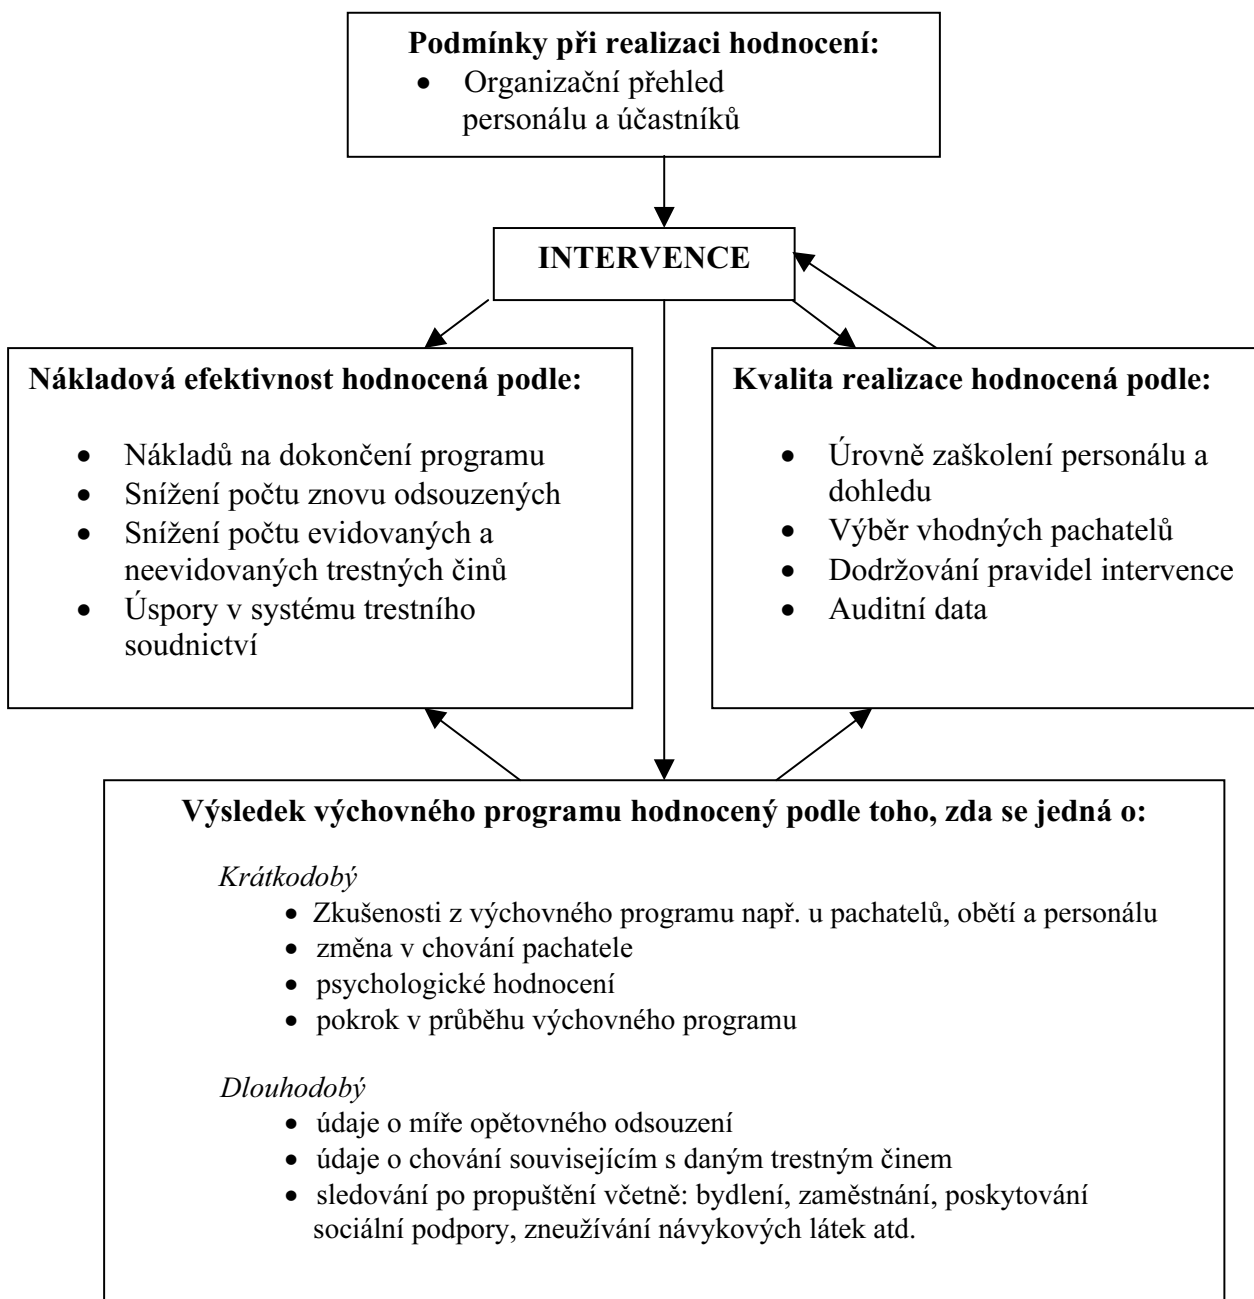 Podmínky při realizaci hodnocení:
• Organizační přehled
personálu a účastníků
INTERVENCE
Nákladová efektivnost hodnocená podle:
• Nákladů na dokončení programu
• Snížení počtu znovu odsouzených
• Snížení počtu evidovaných a
neevidovaných trestných činů
• Úspory v systému trestního
soudnictví
Kvalita realizace hodnocená podle:
• Úrovně zaškolení personálu a
dohledu
• Výběr vhodných pachatelů
• Dodržování pravidel intervence
• Auditní data
Výsledek výchovného programu hodnocený podle toho, zda se jedná o:
Krátkodobý
• Zkušenosti z výchovného programu např. u pachatelů, obětí a personálu
• změna v chování pachatele
• psychologické hodnocení
• pokrok v průběhu výchovného programu
Dlouhodobý
• údaje o míře opětovného odsouzení
• údaje o chování souvisejícím s daným trestným činem
• sledování po propuštění včetně: bydlení, zaměstnání, poskytování
sociální podpory, zneužívání návykových látek atd.